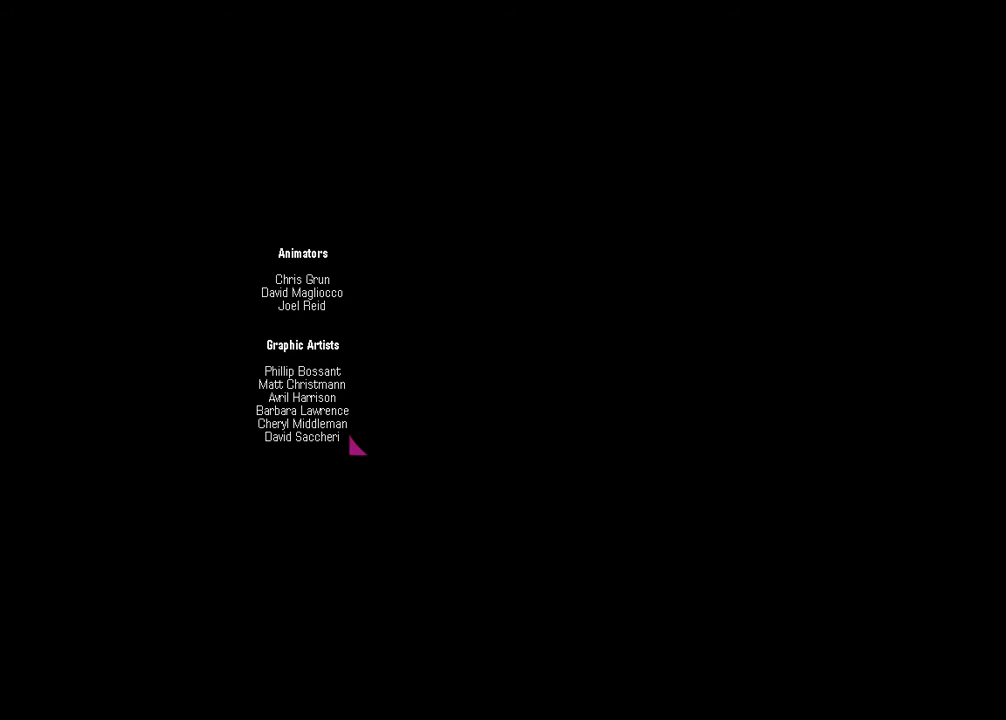 Animators
Chris Grun
David Magliocco
Joel Reid
Graphic Artists
Phillip Bossant
Matt Christmann
Avril Harrison
Barbara Lawrence
Cheryl Middleman
David Saccheri